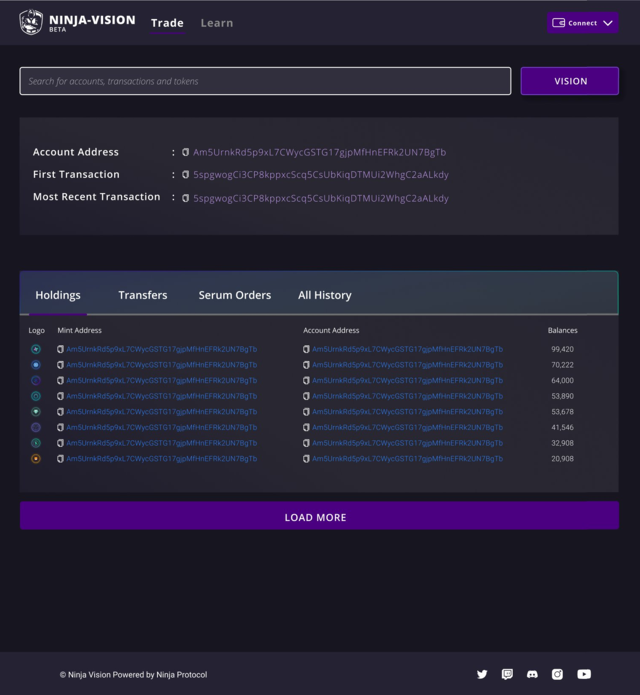 NINJA-VISION
BETA
Trade Learn
Connect
Search for accounts, transactions and tokens
VISION
Account Address : Am5UrnkRd5p9xL7CWycGSTG17gjpMfHnEFRk2UN7BgTb
First Transaction : 5spgwogCi3CP8kppxcScq5CsUbKiqDTMUi2WhgC2aALkdy
Most Recent Transaction : 5spgwogCi3CP8kppxcScq5CsUbKiqDTMUi2WhgC2aALkdy
Holdings Transfers Serum Orders All History
Logo Mint Address Account Address Balances
Am5UrnkRd5p9xL7CWycGSTG17gjpMfHnEFRk2UN7BgTb Am5UrnkRd5p9xL7CWycGSTG17gjpMfHnEFRk2UN7BgTb 99,420
Am5UrnkRd5p9xL7CWycGSTG17gjpMfHnEFRk2UN7BgTb Am5UrnkRd5p9xL7CWycGSTG17gjpMfHnEFRk2UN7BgTb 70,222
Am5UrnkRd5p9xL7CWycGSTG17gjpMfHnEFRk2UN7BgTb Am5UrnkRd5p9xL7CWycGSTG17gjpMfHnEFRk2UN7BgTb 64,000
Am5UrnkRd5p9xL7CWycGSTG17gjpMfHnEFRk2UN7BgTb Am5UrnkRd5p9xL7CWycGSTG17gjpMfHnEFRk2UN7BgTb 53,890
Am5UrnkRd5p9xL7CWycGSTG17gjpMfHnEFRk2UN7BgTb Am5UrnkRd5p9xL7CWycGSTG17gjpMfHnEFRk2UN7BgTb 53,678
Am5UrnkRd5p9xL7CWycGSTG17gjpMfHnEFRk2UN7BgTb Am5UrnkRd5p9xL7CWycGSTG17gjpMfHnEFRk2UN7BgTb 41,546
Am5UrnkRd5p9xL7CWycGSTG17gjpMfHnEFRk2UN7BgTb Am5UrnkRd5p9xL7CWycGSTG17gjpMfHnEFRk2UN7BgTb 32,908
Am5UrnkRd5p9xL7CWycGSTG17gjpMfHnEFRk2UN7BgTb Am5UrnkRd5p9xL7CWycGSTG17gjpMfHnEFRk2UN7BgTb 20,908
LOAD MORE
© Ninja Vision Powered by Ninja Protocol